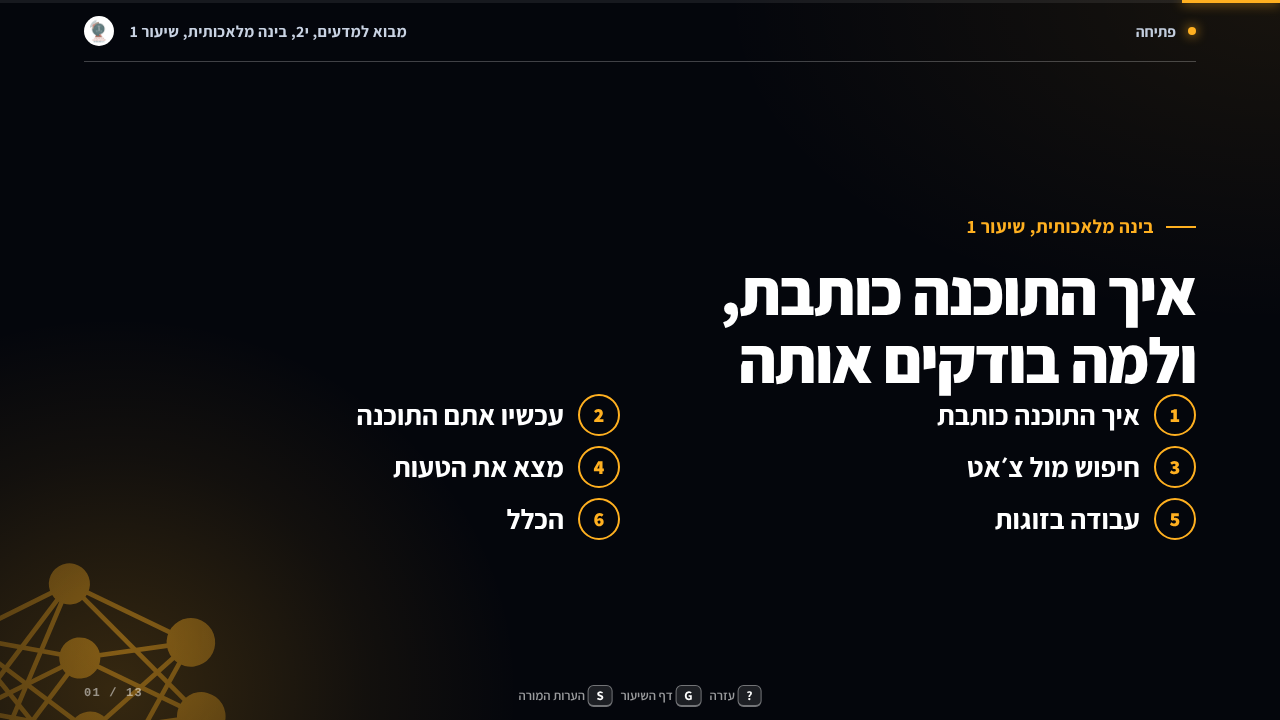 פתיחה
מבוא למדעים, י2, בינה מלאכותית, שיעור 1
בינה מלאכותית, שיעור 1
איך התוכנה כותבת,
ולמה בודקים אותה
1 איך התוכנה כותבת
2 עכשיו אתם התוכנה
3 חיפוש מול צ׳אט
4 מצא את הטעות
5 עבודה בזוגות
6 הכלל
? עזרה G דף השיעור S הערות המורה
01 / 13